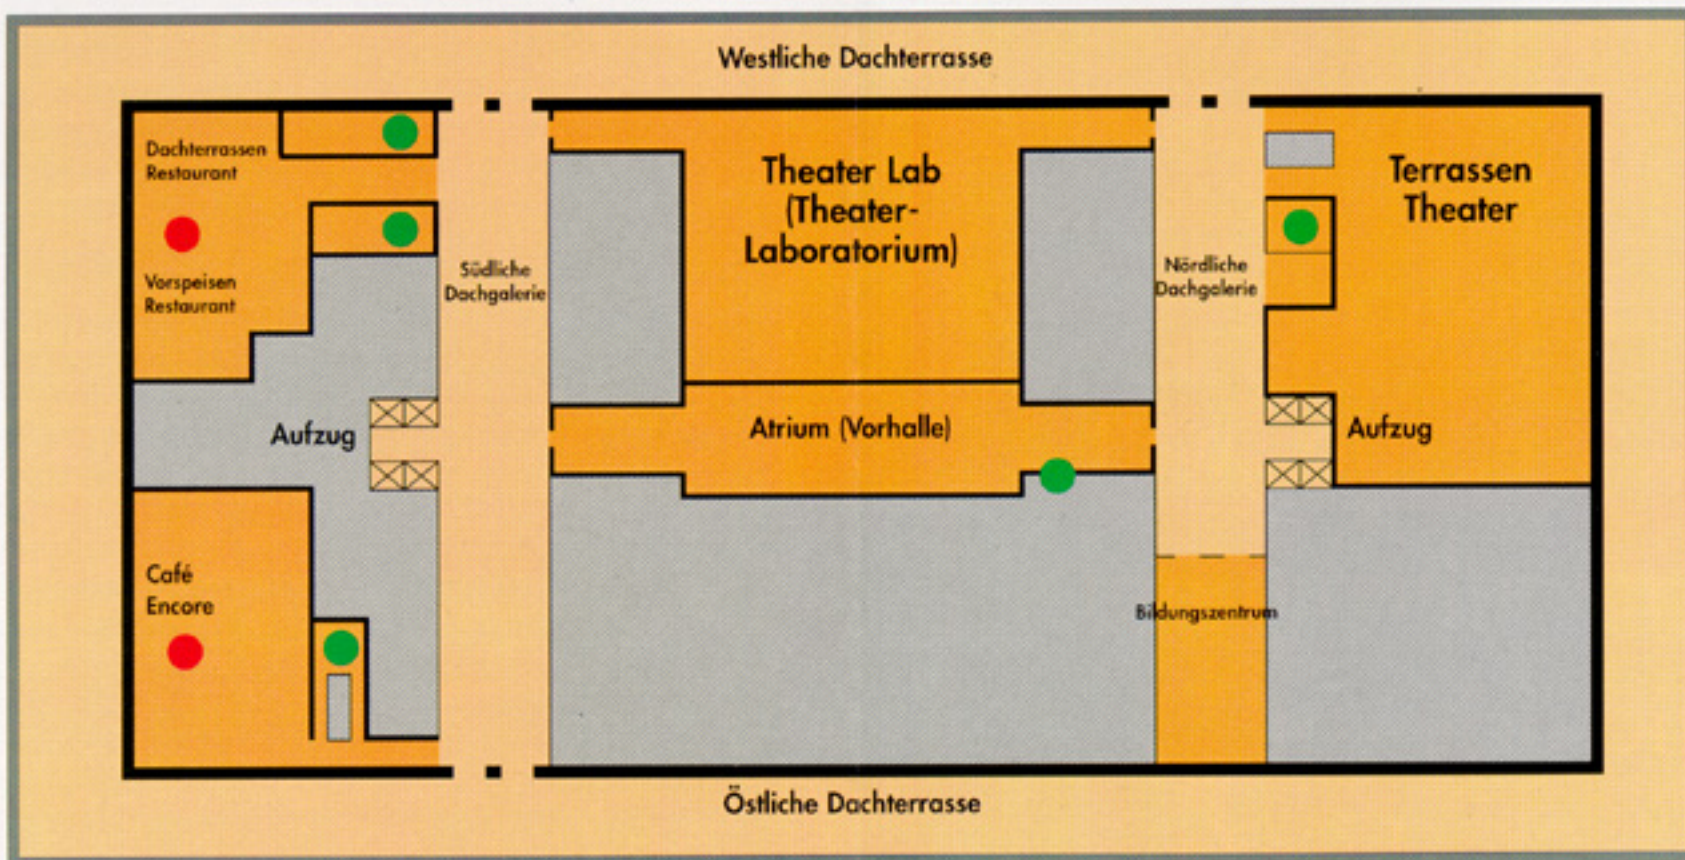 Westliche Dachterrasse
Dachterrassen
Restaurant
Vorspeisen
Restaurant
Südliche
Dachgalerie
Theater Lab
(Theater-
Laboratorium)
Nördliche
Dachgalerie
Terrassen
Theater
Aufzug
Atrium (Vorhalle)
Aufzug
Café
Encore
Bildungszentrum
Östliche Dachterrasse